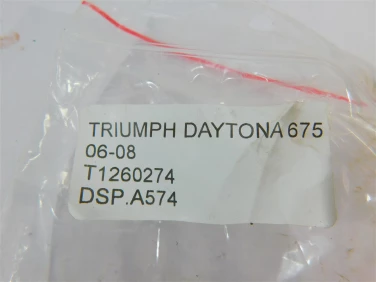 TRIUMPH DAYTONA 675
06-08
T1260274
DSP.A574